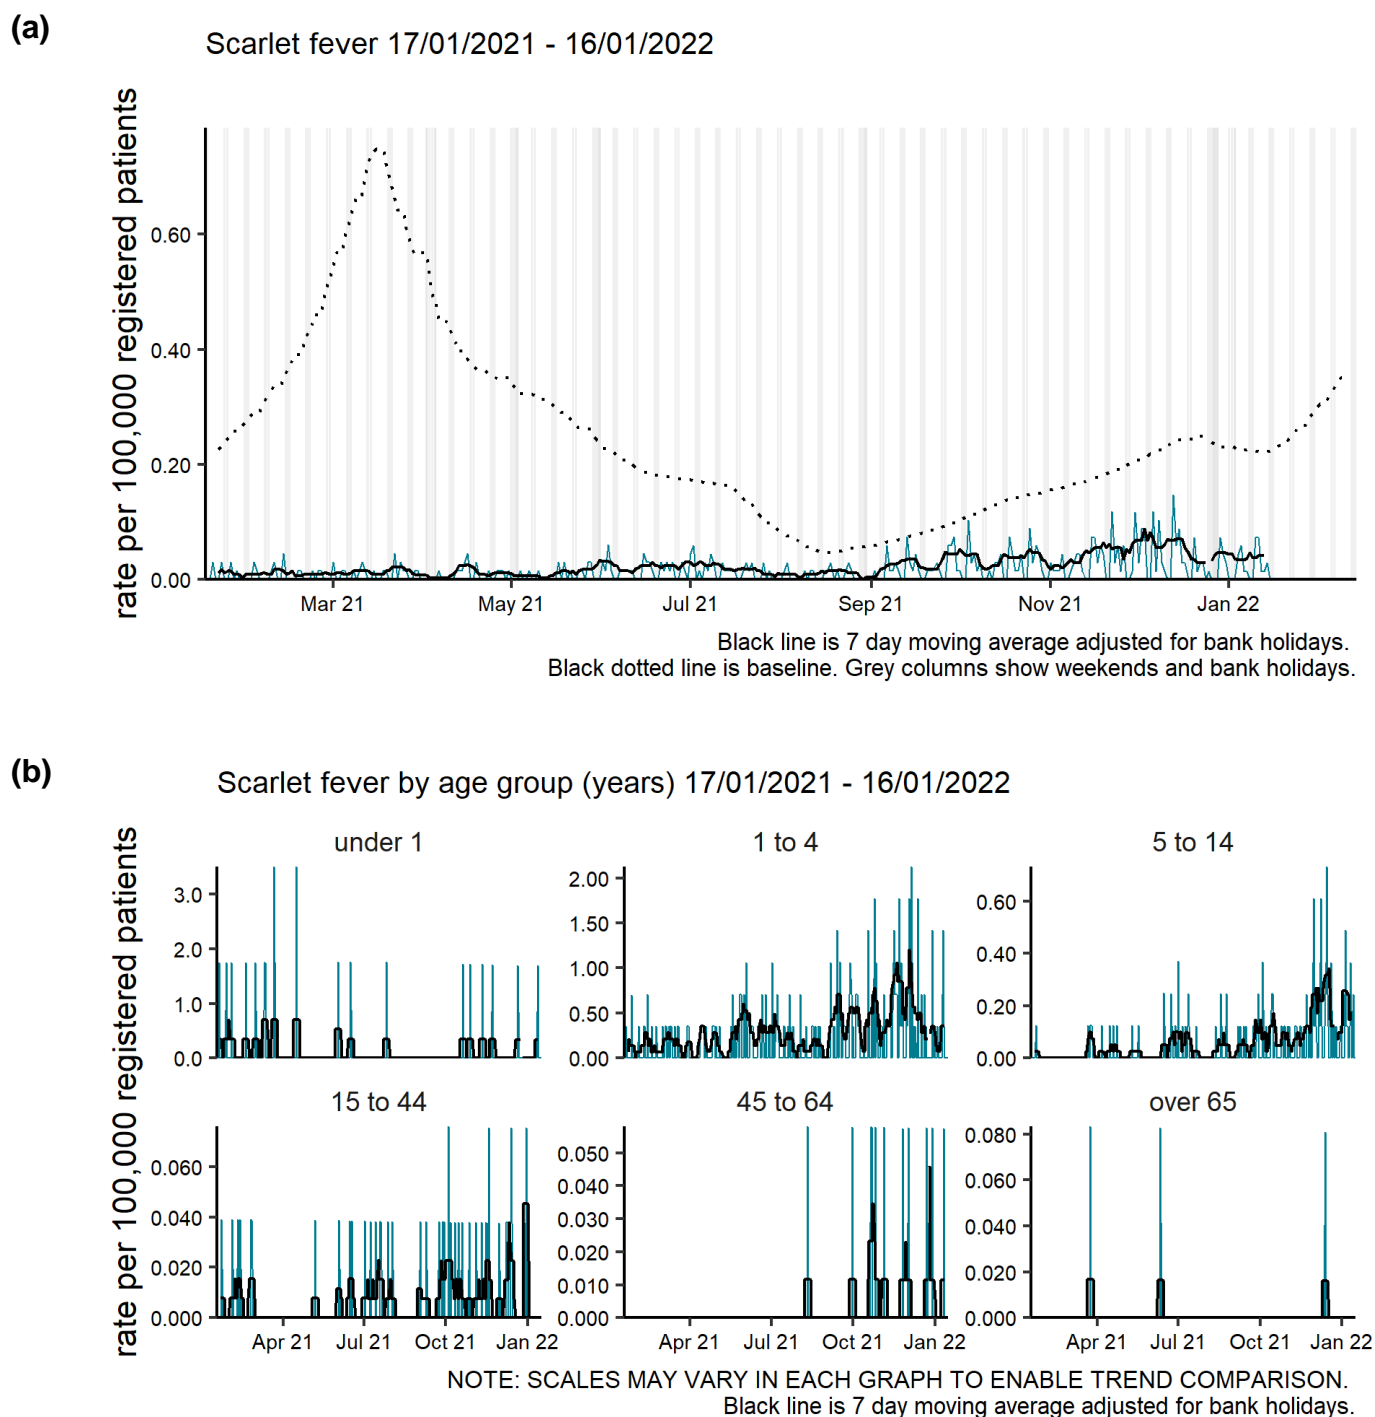 (a)
Scarlet fever 17/01/2021 - 16/01/2022
rate per 100,000 registered patients
0.60
0.40
0.20
0.00
Mar 21 May 21 Jul 21 Sep 21 Nov 21 Jan 22
Black line is 7 day moving average adjusted for bank holidays.
Black dotted line is baseline. Grey columns show weekends and bank holidays.
(b)
Scarlet fever by age group (years) 17/01/2021 - 16/01/2022
rate per 100,000 registered patients
under 1
3.0
2.0
1.0
0.0
1 to 4
2.00
1.50
1.00
0.50
0.00
5 to 14
0.60
0.40
0.20
0.00
15 to 44
0.060
0.040
0.020
0.000
Apr 21 Jul 21 Oct 21 Jan 22
45 to 64
0.050
0.040
0.030
0.020
0.010
0.000
Apr 21 Jul 21 Oct 21 Jan 22
over 65
0.080
0.060
0.040
0.020
0.000
Apr 21 Jul 21 Oct 21 Jan 22
NOTE: SCALES MAY VARY IN EACH GRAPH TO ENABLE TREND COMPARISON.
Black line is 7 day moving average adjusted for bank holidays.